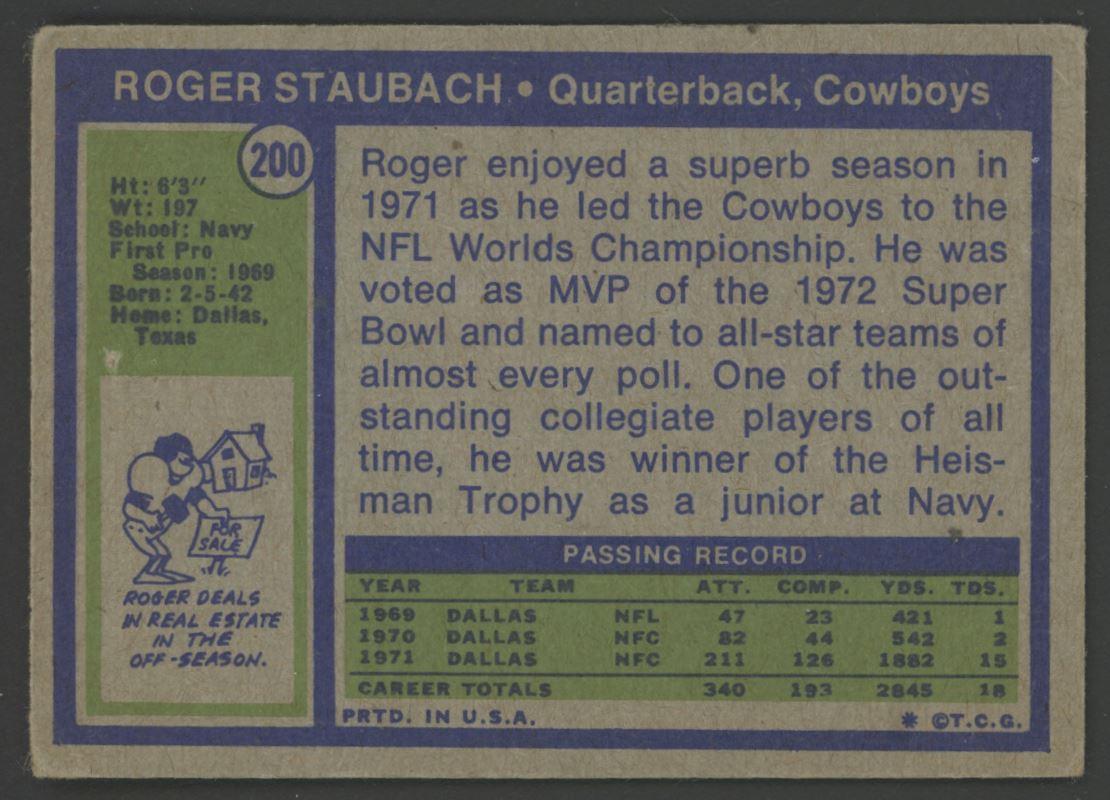 ROGER STAUBACH • Quarterback, Cowboys
200
Ht: 6'3"
Wt: 197
School: Navy
First Pro
Season: 1969
Born: 2-5-42
Home: Dallas,
Texas
FOR
SALE
ROGER DEALS
IN REAL ESTATE
IN THE
OFF-SEASON.
Roger enjoyed a superb season in
1971 as he led the Cowboys to the
NFL Worlds Championship. He was
voted as MVP of the 1972 Super
Bowl and named to all-star teams of
almost every poll. One of the out-
standing collegiate players of all
time, he was winner of the Heis-
man Trophy as a junior at Navy.
PASSING RECORD
YEAR TEAM ATT. COMP. YDS. TDS.
1969 DALLAS NFL 47 23 421 1
1970 DALLAS NFC 82 44 542 2
1971 DALLAS NFC 211 126 1882 15
CAREER TOTALS 340 193 2845 18
PRTD. IN U.S.A. * ©T.C.G.